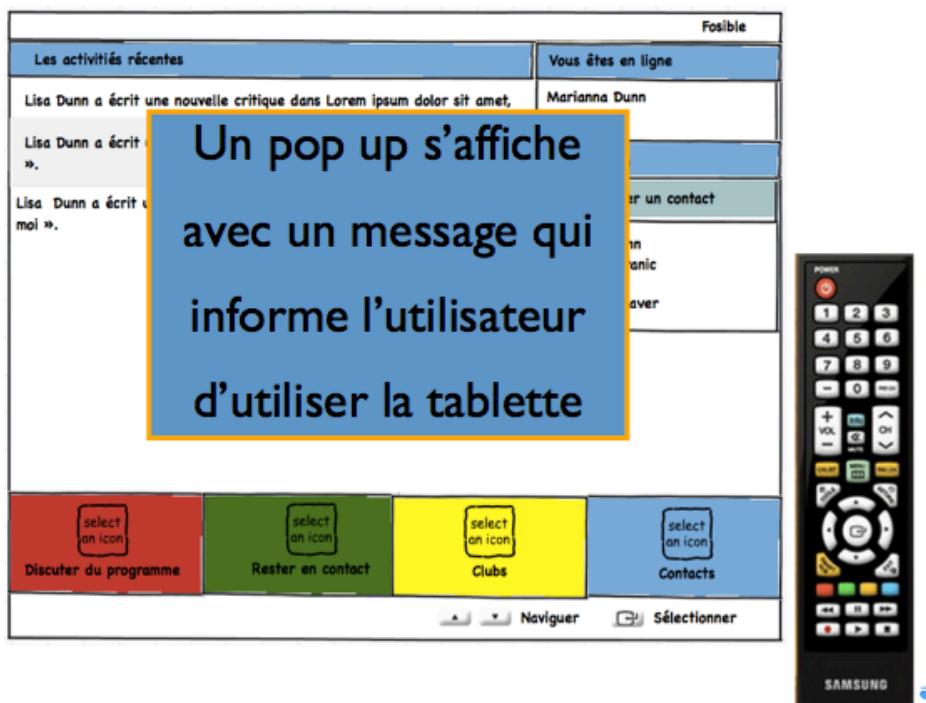 Fosible
Les activitiés récentes
Vous êtes en ligne
Lisa Dunn a écrit une nouvelle critique dans Lorem ipsum dolor sit amet,
Marianna Dunn
Lisa Dunn a écrit
».
er un contact
Lisa Dunn a écrit
moi ».
nn
anic
aver
Un pop up s’affiche
avec un message qui
informe l’utilisateur
d’utiliser la tablette
select
an icon
Discuter du programme
select
an icon
Rester en contact
select
an icon
Clubs
select
an icon
Contacts
Naviguer
Sélectionner
POWER
1 2 3
4 5 6
7 8 9
- 0
+
VOL
-
CH
MUTE
MENU
SAMSUNG